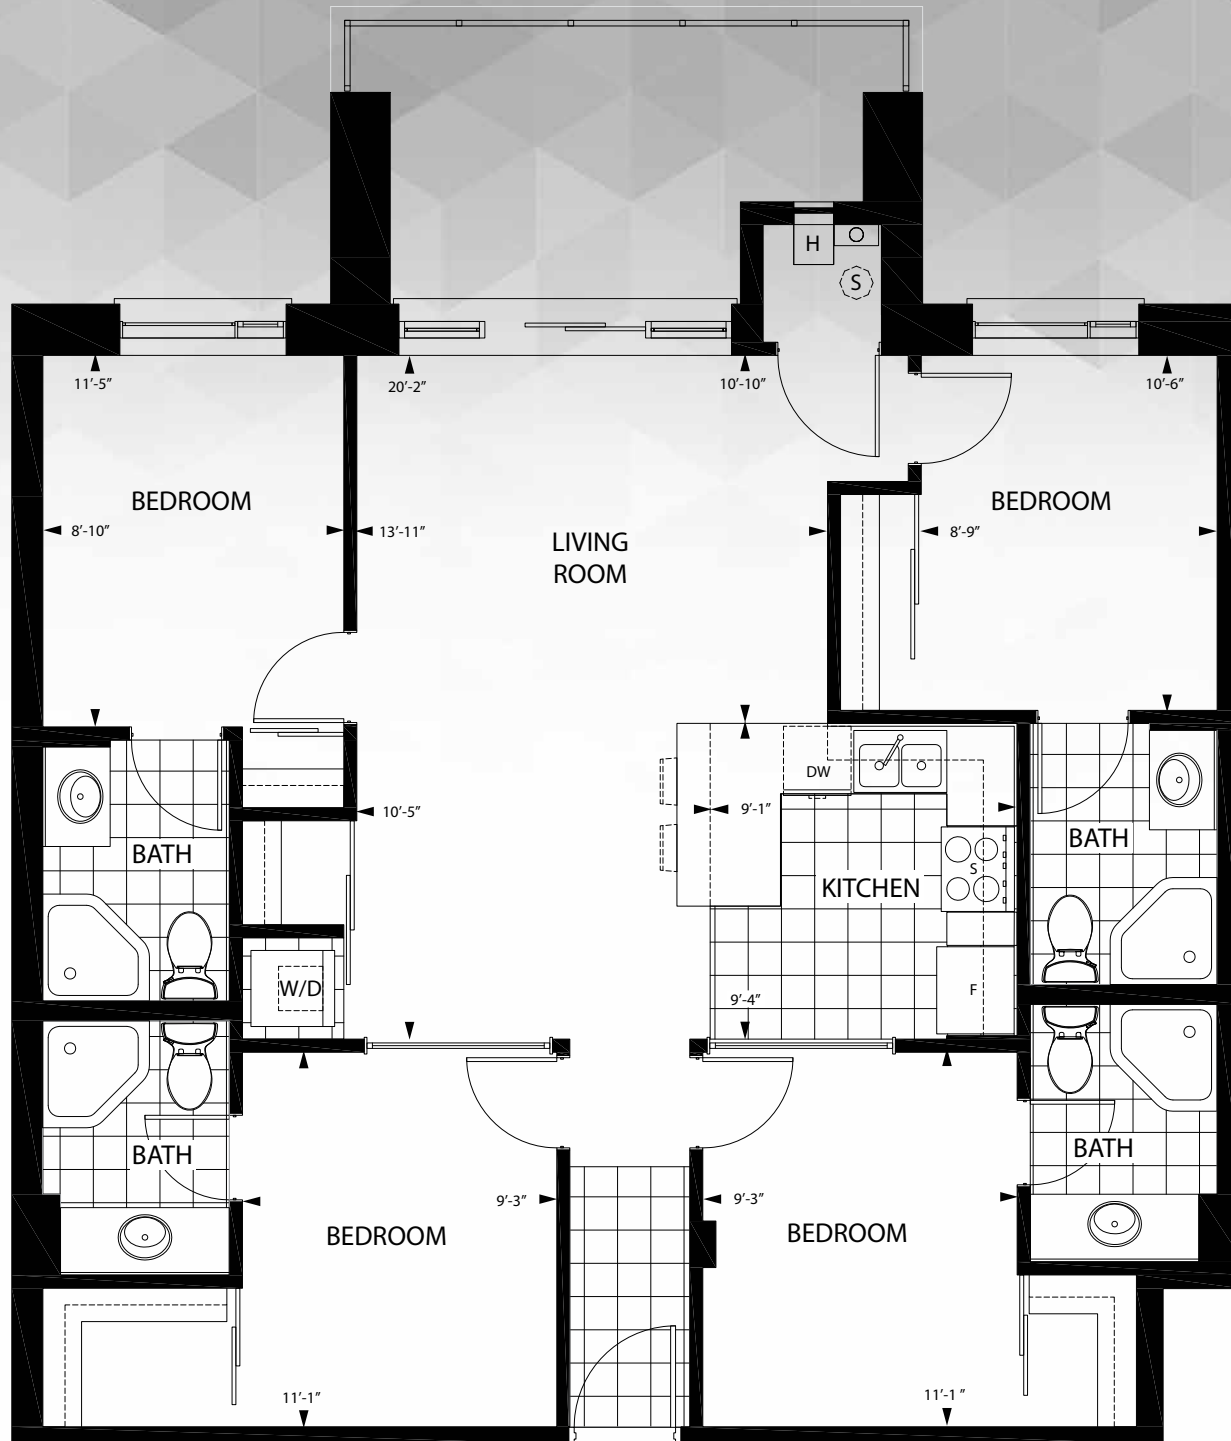 H
S
11'-5"
20'-2"
10'-10"
10'-6"
BEDROOM
8'-10"
13'-11"
LIVING
ROOM
BEDROOM
8'-9"
DW
9'-1"
10'-5"
BATH
KITCHEN
S
BATH
W/D
9'-4"
F
BATH
BATH
9'-3"
9'-3"
BEDROOM
BEDROOM
11'-1"
11'-1 "